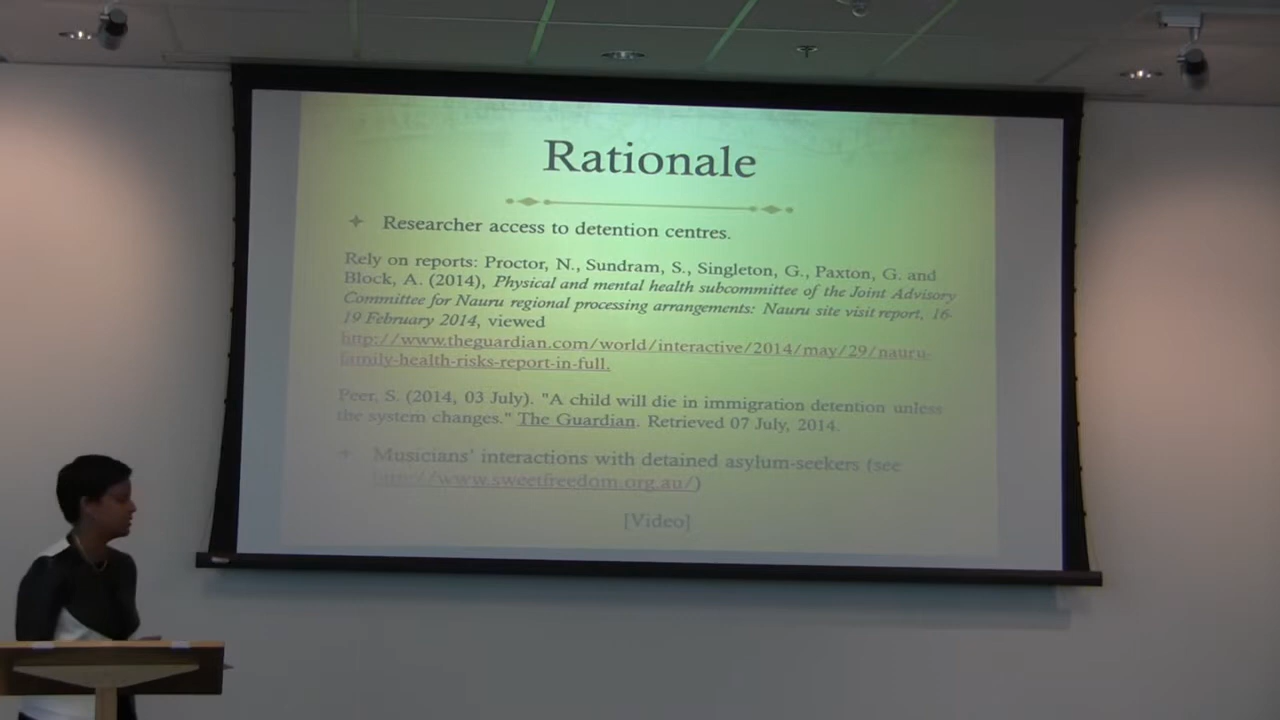 Rationale
Researcher access to detention centres.
Rely on reports: Proctor, N., Sundram, S., Singleton, G., Paxton, G. and
Block, A. (2014), Physical and mental health subcommittee of the Joint Advisory
Committee for Nauru regional processing arrangements: Nauru site visit report, 16-
19 February 2014, viewed
http://www.theguardian.com/world/interactive/2014/may/29/nauru-
family-health-risks-report-in-full.
Peer, S. (2014, 03 July). "A child will die in immigration detention unless
the system changes." The Guardian. Retrieved 07 July, 2014.
Musicians' interactions with detained asylum-seekers (see
http://www.sweetfreedom.org.au/)
[Video]